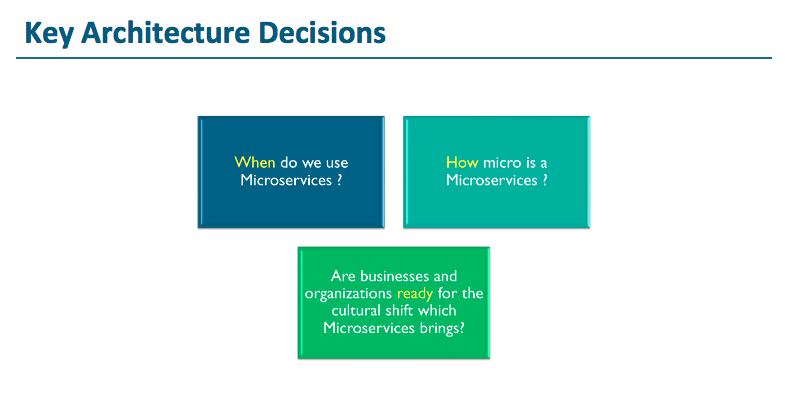 Key Architecture Decisions
When do we use
Microservices ?
How micro is a
Microservices ?
Are businesses and
organizations ready for the
cultural shift which
Microservices brings?